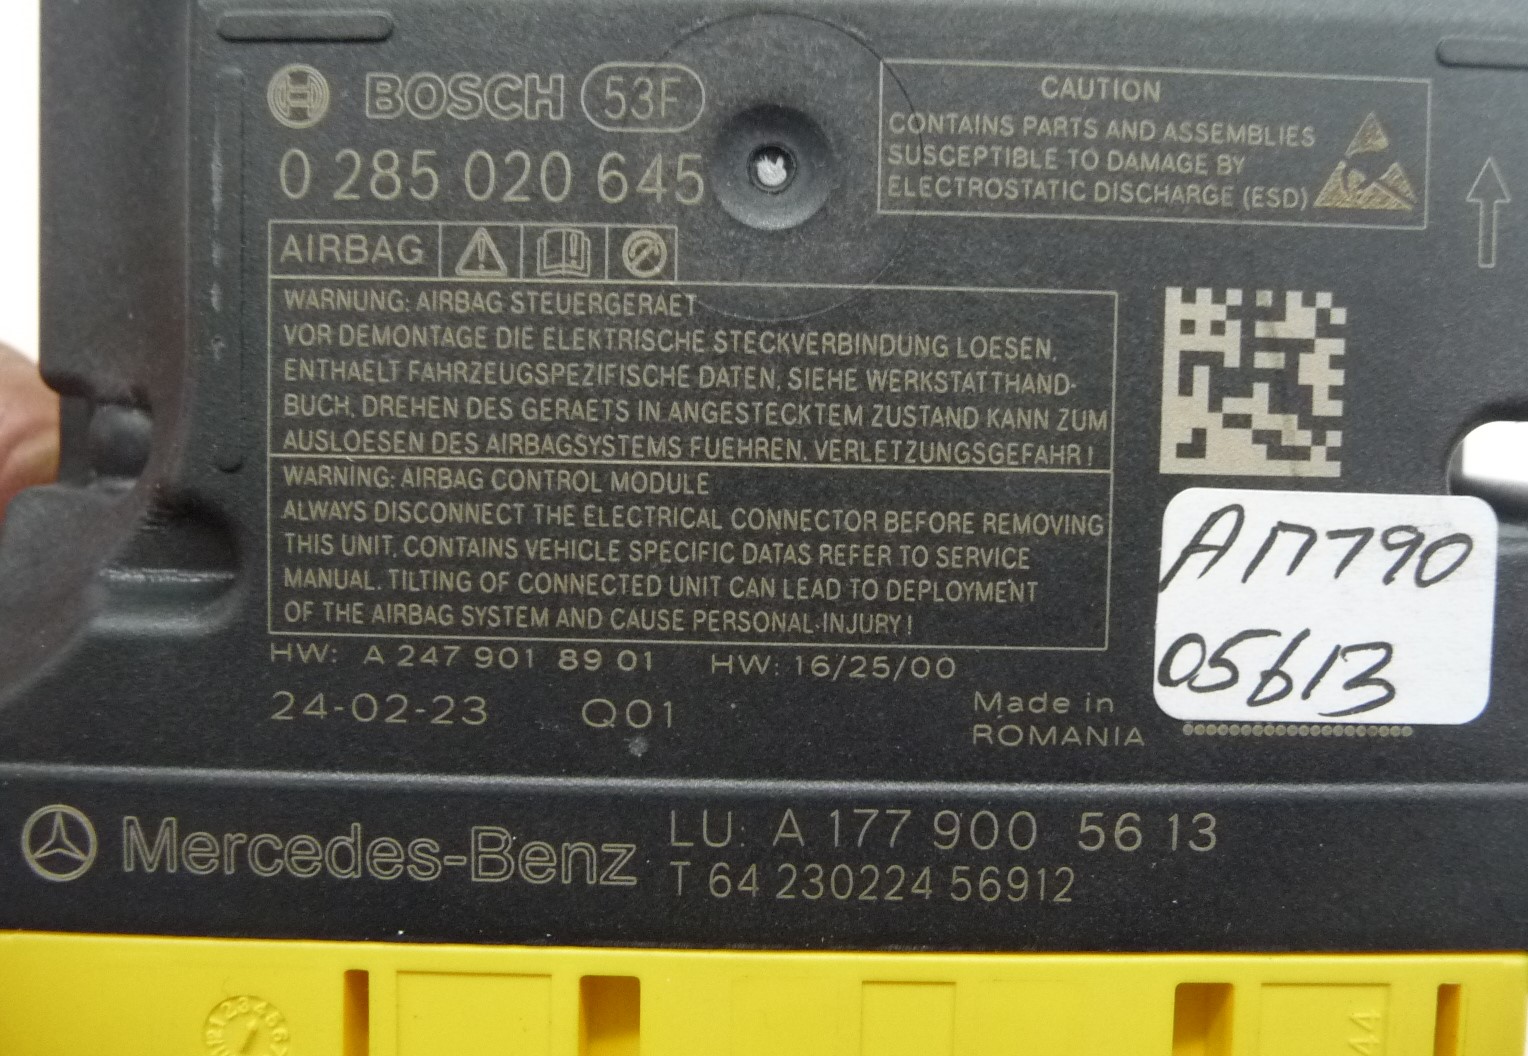 BOSCH 53F
0 285 020 645
CAUTION
CONTAINS PARTS AND ASSEMBLIES
SUSCEPTIBLE TO DAMAGE BY
ELECTROSTATIC DISCHARGE (ESD)
AIRBAG
WARNUNG: AIRBAG STEUERGERAET
VOR DEMONTAGE DIE ELEKTRISCHE STECKVERBINDUNG LOESEN.
ENTHAELT FAHRZEUGSPEZIFISCHE DATEN, SIEHE WERKSTATTHAND-
BUCH. DREHEN DES GERAETS IN ANGESTECKTEM ZUSTAND KANN ZUM
AUSLOESEN DES AIRBAGSYSTEMS FUEHREN, VERLETZUNGSGEFAHR!
WARNING: AIRBAG CONTROL MODULE
ALWAYS DISCONNECT THE ELECTRICAL CONNECTOR BEFORE REMOVING
THIS UNIT. CONTAINS VEHICLE SPECIFIC DATAS REFER TO SERVICE
MANUAL. TILTING OF CONNECTED UNIT CAN LEAD TO DEPLOYMENT
OF THE AIRBAG SYSTEM AND CAUSE PERSONAL INJURY!
HW: A 247 901 89 01 HW: 16/25/00
24-02-23 Q01
Made in
ROMANIA
05613
Mercedes-Benz
LU: A 177 900 56 13
T 64 230224 56912
44